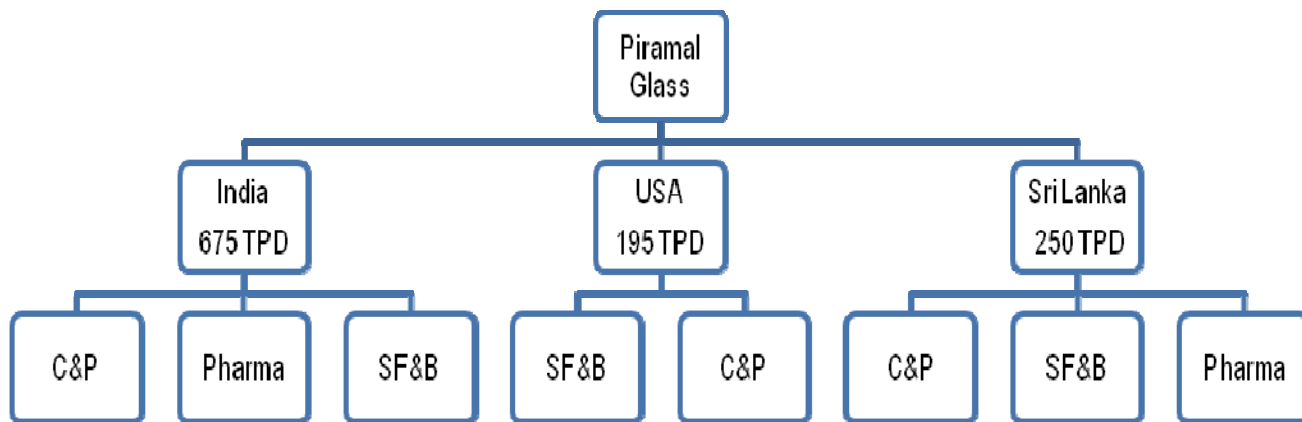 Piramal
Glass
India
675 TPD
USA
195 TPD
Sri Lanka
250 TPD
C&P
Pharma
SF&B
SF&B
C&P
C&P
SF&B
Pharma